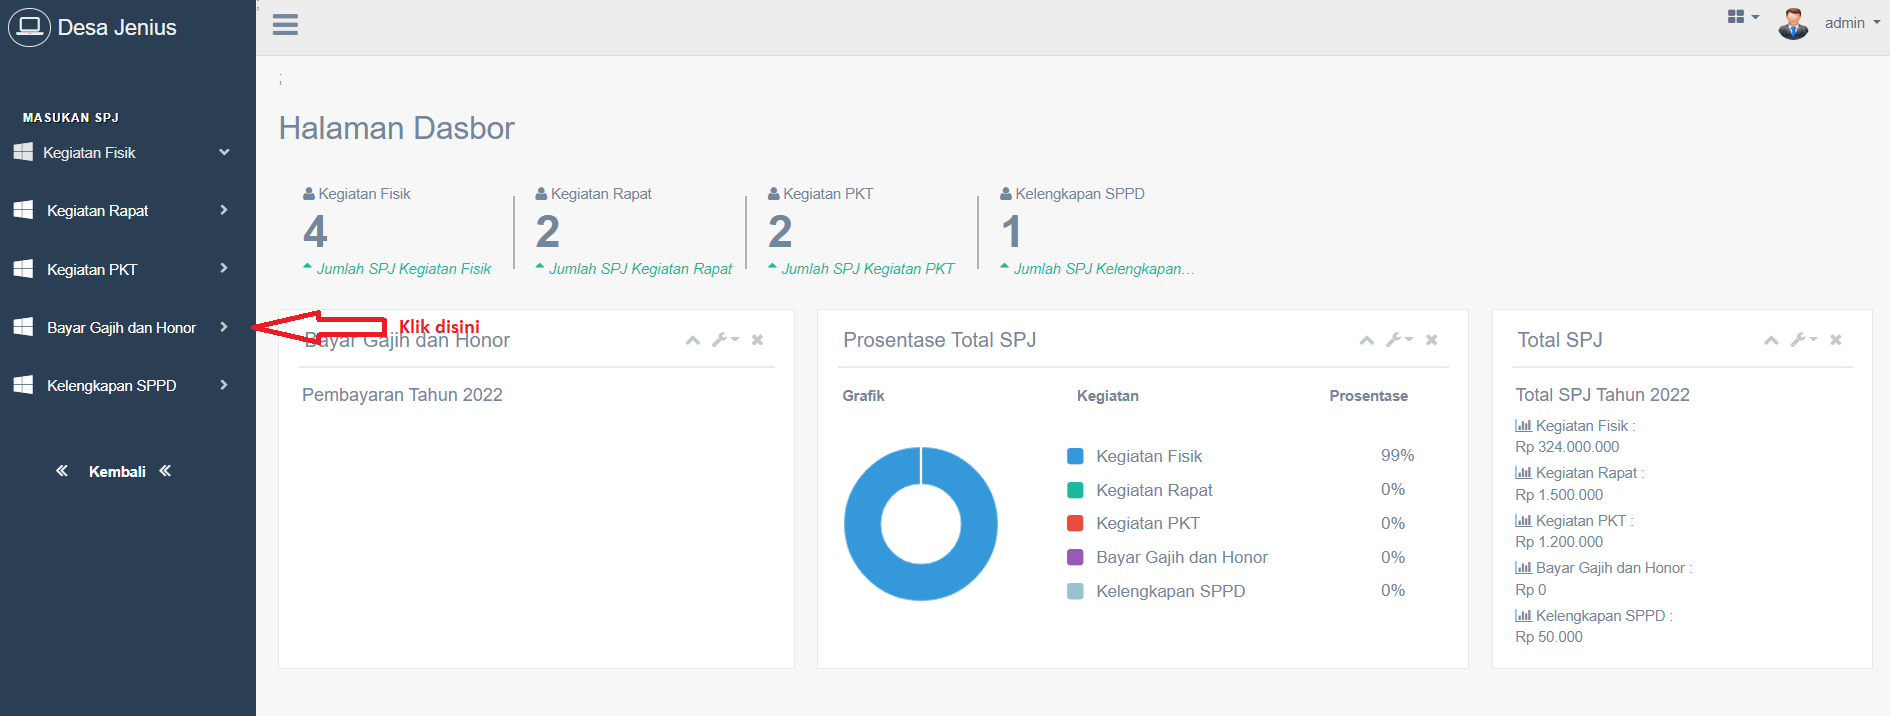 Desa Jenius
;
admin
;
MASUKAN SPJ
Kegiatan Fisik
Kegiatan Rapat
Kegiatan PKT
Bayar Gajih dan Honor
Kelengkapan SPPD
Kembali
Halaman Dasbor
Kegiatan Fisik
4
Jumlah SPJ Kegiatan Fisik
Kegiatan Rapat
2
Jumlah SPJ Kegiatan Rapat
Kegiatan PKT
2
Jumlah SPJ Kegiatan PKT
Kelengkapan SPPD
1
Jumlah SPJ Kelengkapan...
Klik disini
Bayar Gajih dan Honor
Pembayaran Tahun 2022
Prosentase Total SPJ
Grafik Kegiatan Prosentase
Kegiatan Fisik 99%
Kegiatan Rapat 0%
Kegiatan PKT 0%
Bayar Gajih dan Honor 0%
Kelengkapan SPPD 0%
Total SPJ
Total SPJ Tahun 2022
Kegiatan Fisik :
Rp 324.000.000
Kegiatan Rapat :
Rp 1.500.000
Kegiatan PKT :
Rp 1.200.000
Bayar Gajih dan Honor :
Rp 0
Kelengkapan SPPD :
Rp 50.000